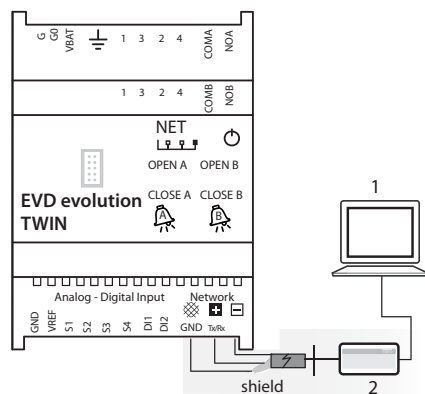 G G0 VBAT 1 3 2 4 COMA NOA
1 3 2 4 COMB NOB
NET
OPEN A OPEN B
CLOSE A CLOSE B
EVD evolution
TWIN
A B
1
Analog - Digital Input Network
GND VREF S1 S2 S3 S4 DI1 DI2 GND Tx/Rx
shield
2